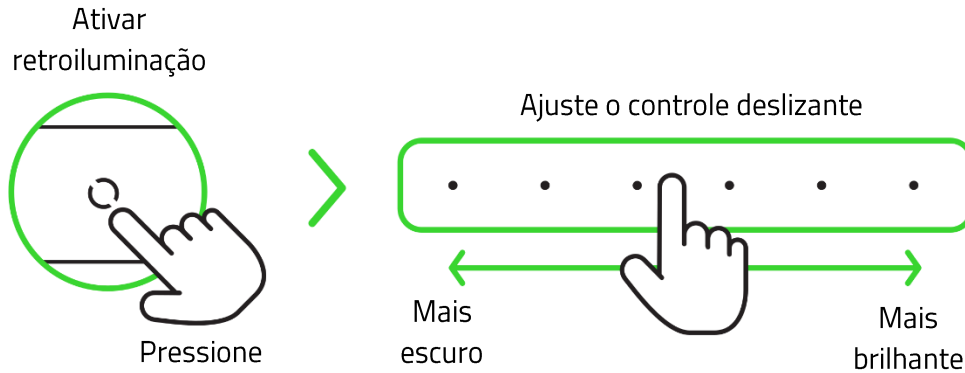 Ativar
retroiluminação
Pressione
Ajuste o controle deslizante
Mais
escuro
Mais
brilhante